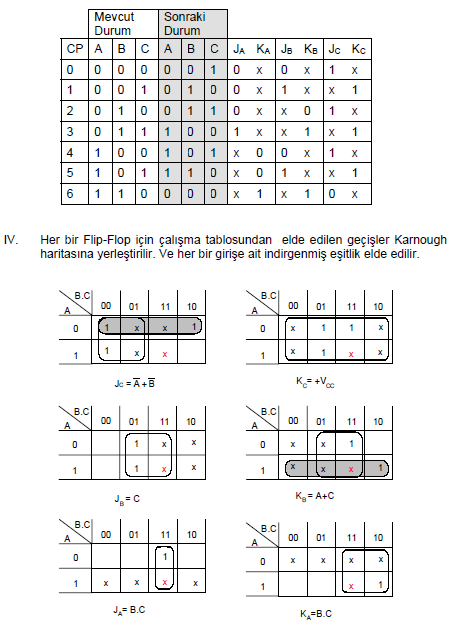 Mevcut Durum Sonraki Durum
CP A B C A B C JA KA JB KB JC KC
0 0 0 0 0 0 1 0 x 0 x 1 x
1 0 0 1 0 1 0 0 x 1 x x 1
2 0 1 0 0 1 1 0 x x 0 1 x
3 0 1 1 1 0 0 1 x x 1 x 1
4 1 0 0 1 0 1 x 0 0 x 1 x
5 1 0 1 1 1 0 x 0 1 x x 1
6 1 1 0 0 0 0 x 1 x 1 0 x
IV. Her bir Flip-Flop için çalışma tablosundan elde edilen geçişler Karnough
haritasına yerleştirilir. Ve her bir girişe ait indirgenmiş eşitlik elde edilir.
B.C 00 01 11 10
A
0 1 x x 1
1 1 x x
JC = A̅ + B̅
B.C 00 01 11 10
A
0 x 1 1 x
1 x 1 x x
KC= +VCC
B.C 00 01 11 10
A
0 1 x x
1 1 x x
JB = C
B.C 00 01 11 10
A
0 x x 1
1 x x x 1
KB = A+C
B.C 00 01 11 10
A
0 1
1 x x x x
JA= B.C
B.C 00 01 11 10
A
0 x x x x
1 x 1
KA=B.C